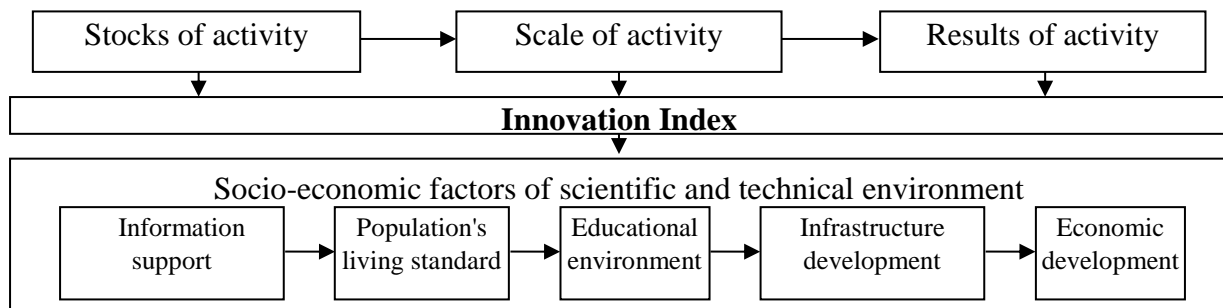 Stocks of activity
Scale of activity
Results of activity
Innovation Index
Socio-economic factors of scientific and technical environment
Information
support
Population's
living standard
Educational
environment
Infrastructure
development
Economic
development